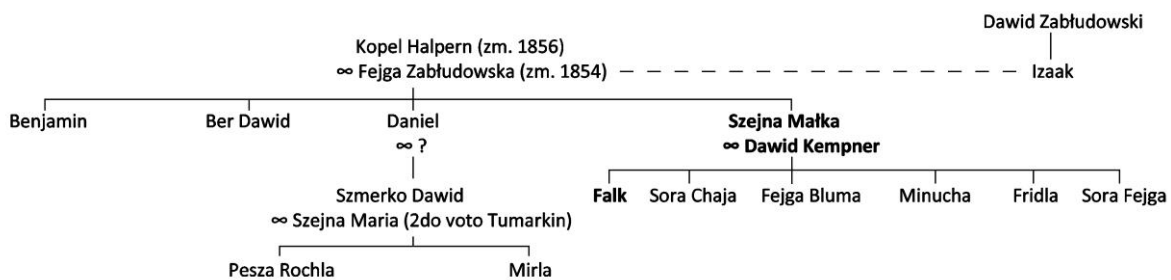 Dawid Zabłudowski
Kopel Halpern (zm. 1856)
∞ Fejga Zabłudowska (zm. 1854) Izaak
Benjamin Ber Dawid Daniel Szejna Małka
∞ ? ∞ Dawid Kempner
Szmerko Dawid Falk Sora Chaja Fejga Bluma Minucha Fridla Sora Fejga
∞ Szejna Maria (2do voto Tumarkin)
Pesza Rochla Mirla